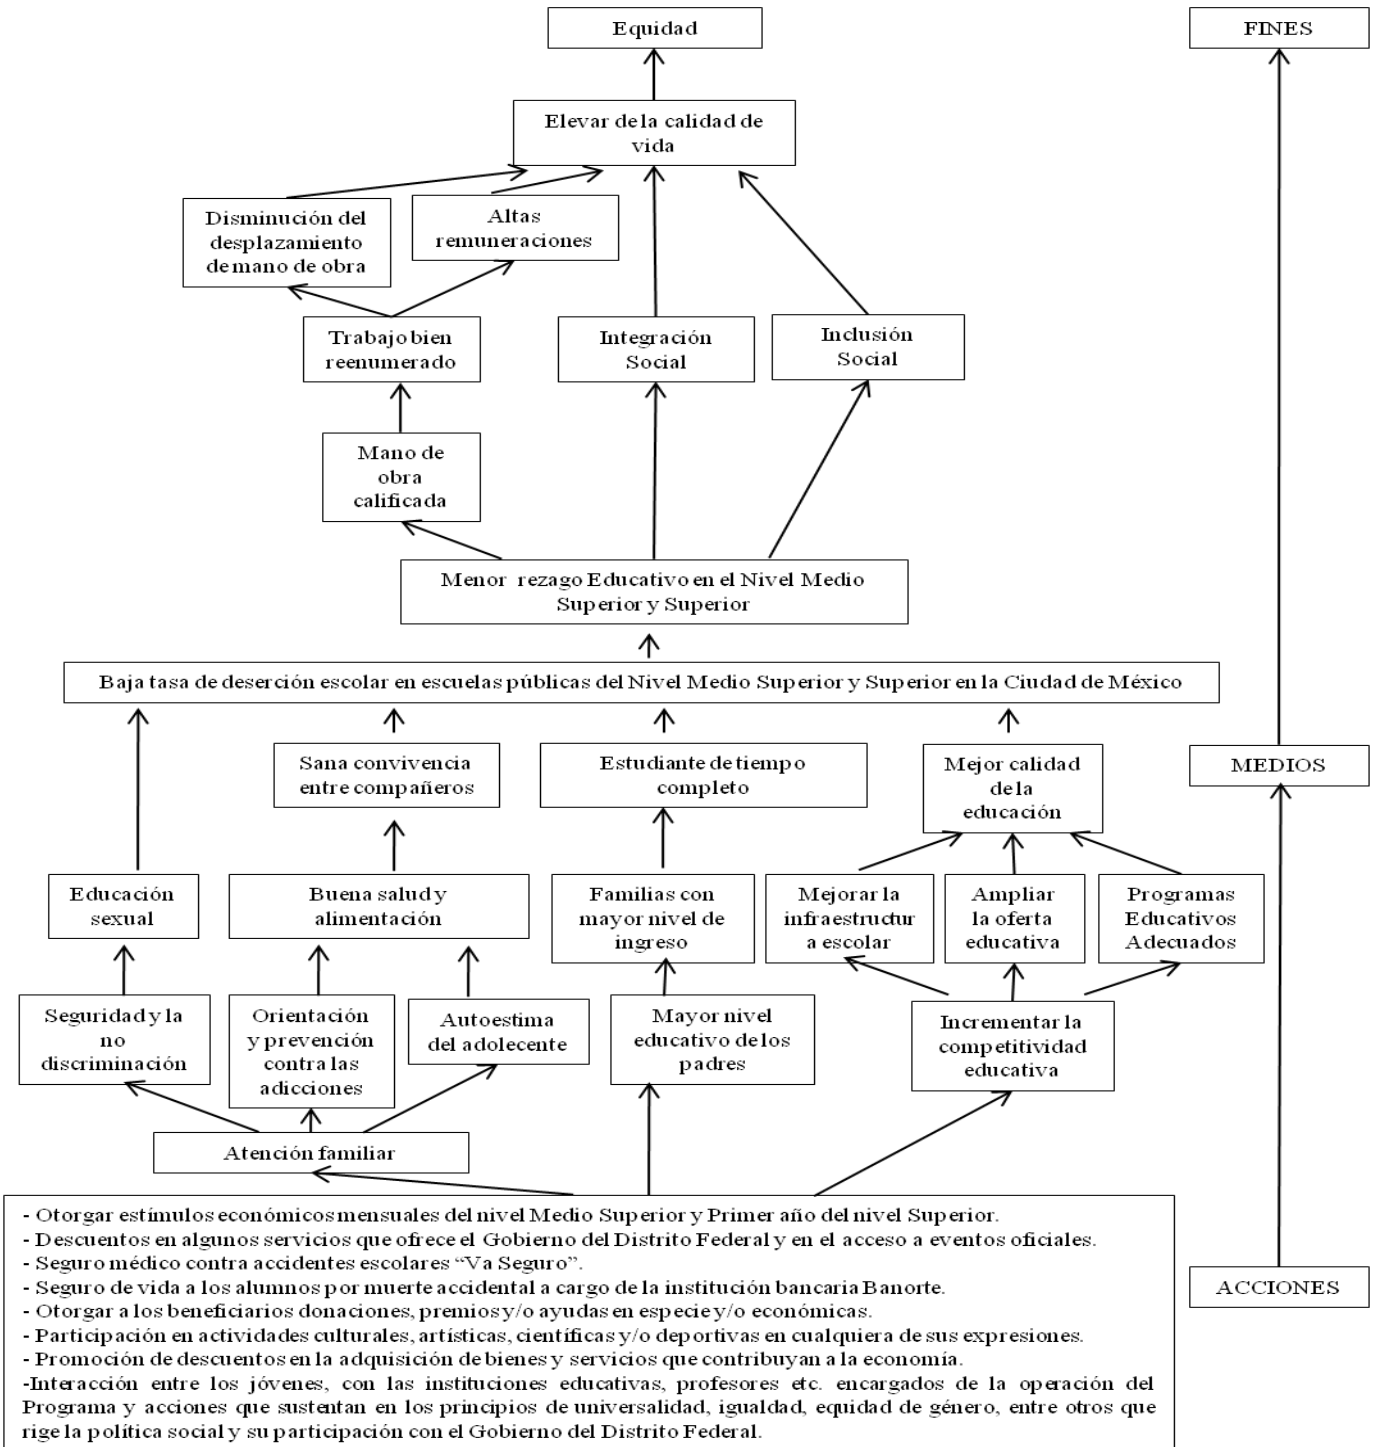 Equidad
FINES
Elevar de la calidad de
vida
Disminución del
desplazamiento
de mano de obra
Altas
remuneraciones
Trabajo bien
reenumerado
Integración
Social
Inclusión
Social
Mano de
obra
calificada
Menor rezago Educativo en el Nivel Medio
Superior y Superior
Baja tasa de deserción escolar en escuelas públicas del Nivel Medio Superior y Superior en la Ciudad de México
Sana convivencia
entre compañeros
Estudiante de tiempo
completo
Mejor calidad
de la
educación
MEDIOS
Educación
sexual
Buena salud y
alimentación
Familias con
mayor nivel de
ingreso
Mejorar la
infraestructur
a escolar
Ampliar
la oferta
educativa
Programas
Educativos
Adecuados
Seguridad y la
no
discriminación
Orientación
y prevención
contra las
adicciones
Autoestima
del adolecente
Mayor nivel
educativo de los
padres
Incrementar la
competitividad
educativa
Atención familiar
- Otorgar estímulos económicos mensuales del nivel Medio Superior y Primer año del nivel Superior.
- Descuentos en algunos servicios que ofrece el Gobierno del Distrito Federal y en el acceso a eventos oficiales.
- Seguro médico contra accidentes escolares “Va Seguro”.
- Seguro de vida a los alumnos por muerte accidental a cargo de la institución bancaria Banorte.
- Otorgar a los beneficiarios donaciones, premios y/o ayudas en especie y/o económicas.
- Participación en actividades culturales, artísticas, científicas y/o deportivas en cualquiera de sus expresiones.
- Promoción de descuentos en la adquisición de bienes y servicios que contribuyan a la economía.
-Interacción entre los jóvenes, con las instituciones educativas, profesores etc. encargados de la operación del
Programa y acciones que sustentan en los principios de universalidad, igualdad, equidad de género, entre otros que
rige la política social y su participación con el Gobierno del Distrito Federal.
ACCIONES